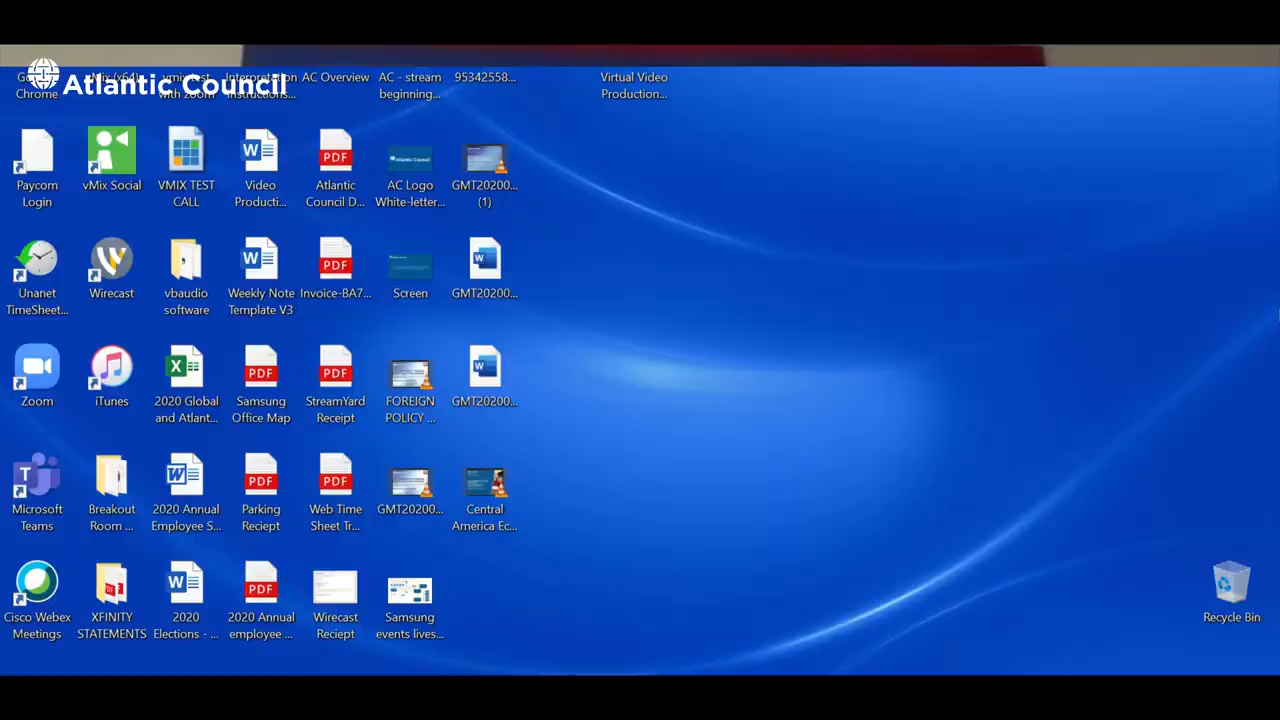 Atlantic Council
Chrome
with zoom
AC Overview
AC - stream
beginning...
95342558...
Virtual Video
Production...
Paycom
Login
vMix Social
VMIX TEST
CALL
Video
Producti...
Atlantic
Council D...
AC Logo
White-letter...
GMT20200...
(1)
Unanet
TimeSheet...
Wirecast
vbaudio
software
Weekly Note
Template V3
Invoice-BA7...
Screen
GMT20200...
Zoom
iTunes
2020 Global
and Atlant...
Samsung
Office Map
StreamYard
Receipt
FOREIGN
POLICY ...
GMT20200...
Microsoft
Teams
Breakout
Room ...
2020 Annual
Employee S...
Parking
Reciept
Web Time
Sheet Tr...
GMT20200...
Central
America Ec...
Cisco Webex
Meetings
XFINITY
STATEMENTS
2020
Elections - ...
2020 Annual
employee ...
Wirecast
Reciept
Samsung
events lives...
Recycle Bin